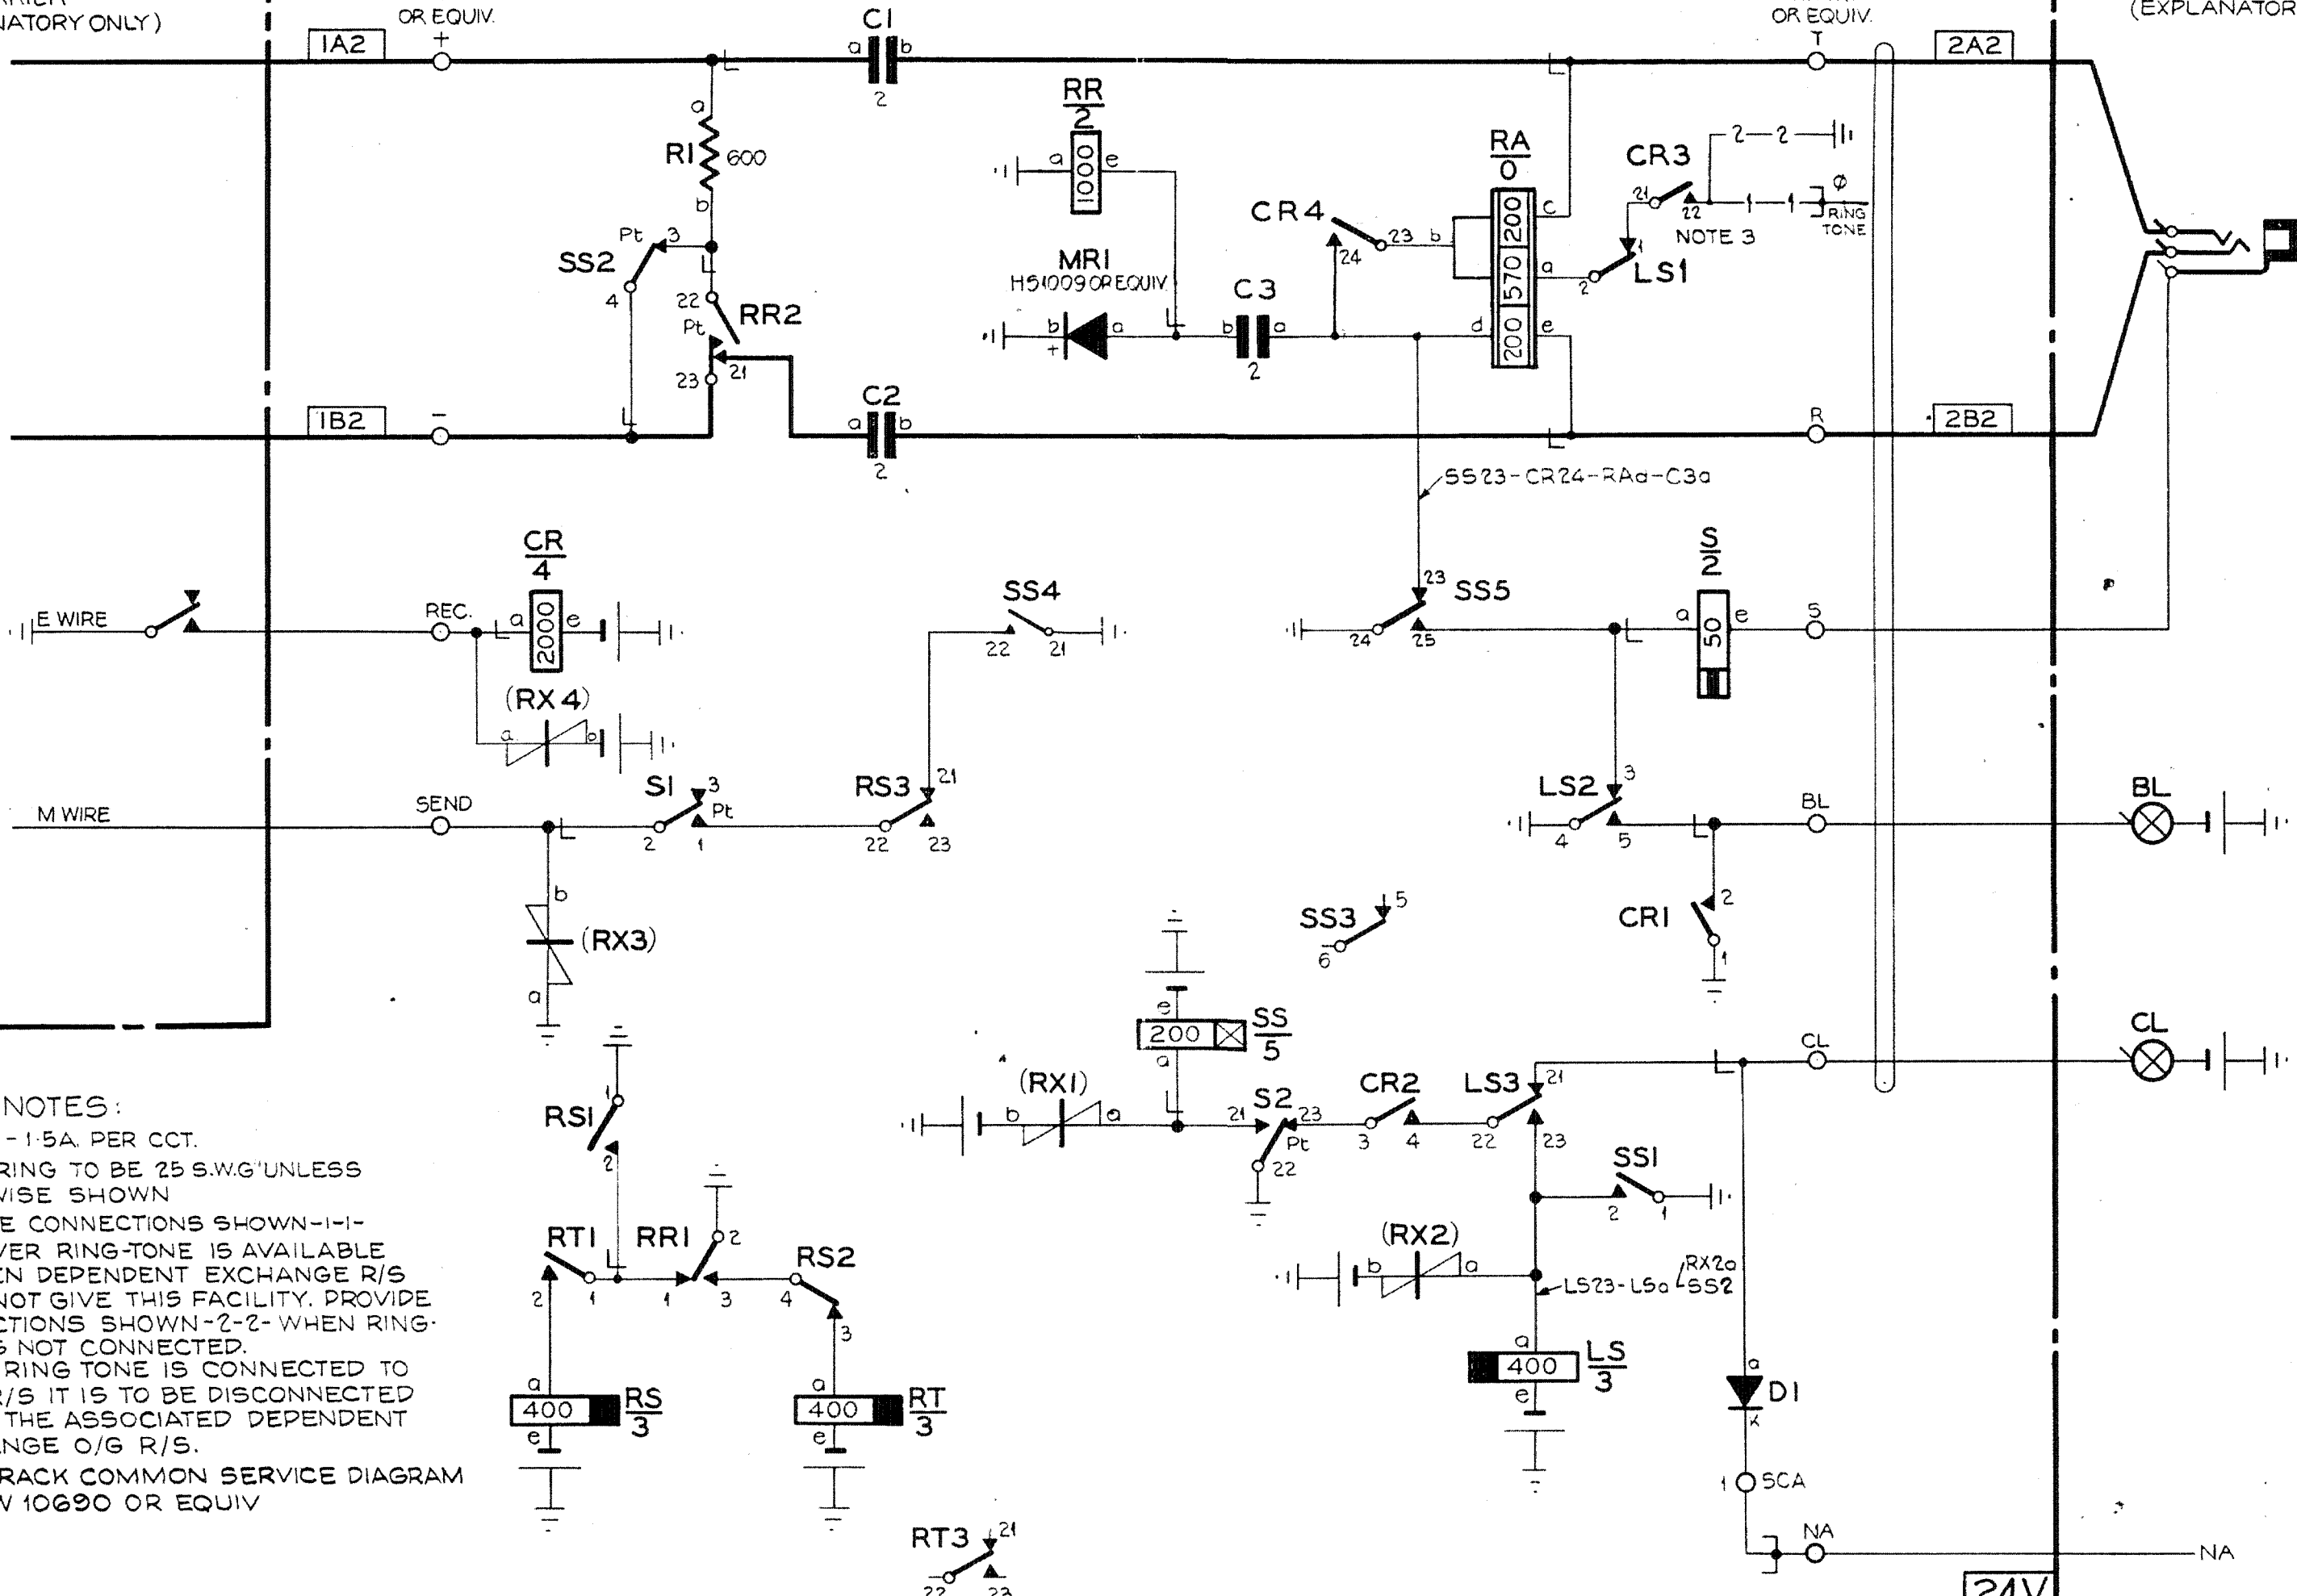 NATORY ONLY)
OR EQUIV.
+
C1
OR EQUIV.
T
(EXPLANATOR
1A2
a b
2A2
2
RR
2
a 1000 e
a
R1 600
b
RA
0
CR3
2-2
21 22
1 1
Ø
RING
TONE
NOTE 3
CR4
24 23 b
200 c
570 a
200 e
d
2 1
LS1
Pt 3
SS2
4
22
RR2
Pt
21
23
MR1
HS1009 OR EQUIV.
b a
+
C3
b a
2
1B2
-
C2
a b
2
R
2B2
SS23-CR24-RAd-C3a
CR
4
SS4
22 21
23 SS5
24 25
S
2
a 50 e
S
E WIRE
REC.
a 2000 e
(RX4)
a b
M WIRE
SEND
S1 3
Pt
2 1
RS3 21
22 23
LS2 3
4 5
BL
BL
b
(RX3)
a
SS3 5
6
CR1 2
1
e
200
SS
5
a
CL
CL
NOTES:
- 1·5A. PER CCT.
RING TO BE 25 S.W.G UNLESS
WISE SHOWN
E CONNECTIONS SHOWN-1-1-
VER RING-TONE IS AVAILABLE
EN DEPENDENT EXCHANGE R/S
NOT GIVE THIS FACILITY. PROVIDE
CTIONS SHOWN-2-2- WHEN RING-
S NOT CONNECTED.
RING TONE IS CONNECTED TO
R/S IT IS TO BE DISCONNECTED
THE ASSOCIATED DEPENDENT
ANGE O/G R/S.
RACK COMMON SERVICE DIAGRAM
W 10690 OR EQUIV
1
RS1
2
(RX1)
b a
S2
21 23
Pt
22
CR2
3 4
LS3 21
22 23
SS1
2 1
RT1
2 1
RR1 2
1 3
RS2
4 3
(RX2)
b a
LS23-LSa
RX2a
SS2
a
400
RS
3
e
a
400
RT
3
e
a
400
LS
3
e
a
D1
K
1 SCA
RT3 21
22 23
NA
NA
24V